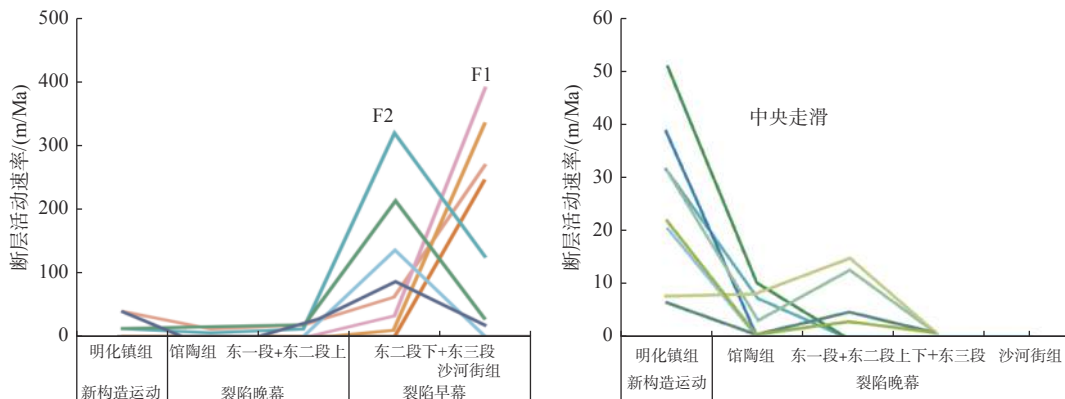 500
400
300
200
100
0
断层活动速率/(m/Ma)
F1
F2
明化镇组 馆陶组 东一段+东二段上 东二段下+东三段
沙河街组
新构造运动 裂陷晚幕 裂陷早幕
60
50
40
30
20
10
0
断层活动速率/(m/Ma)
中央走滑
明化镇组 馆陶组 东一段+东二段上下+东三段 沙河街组
新构造运动 裂陷晚幕